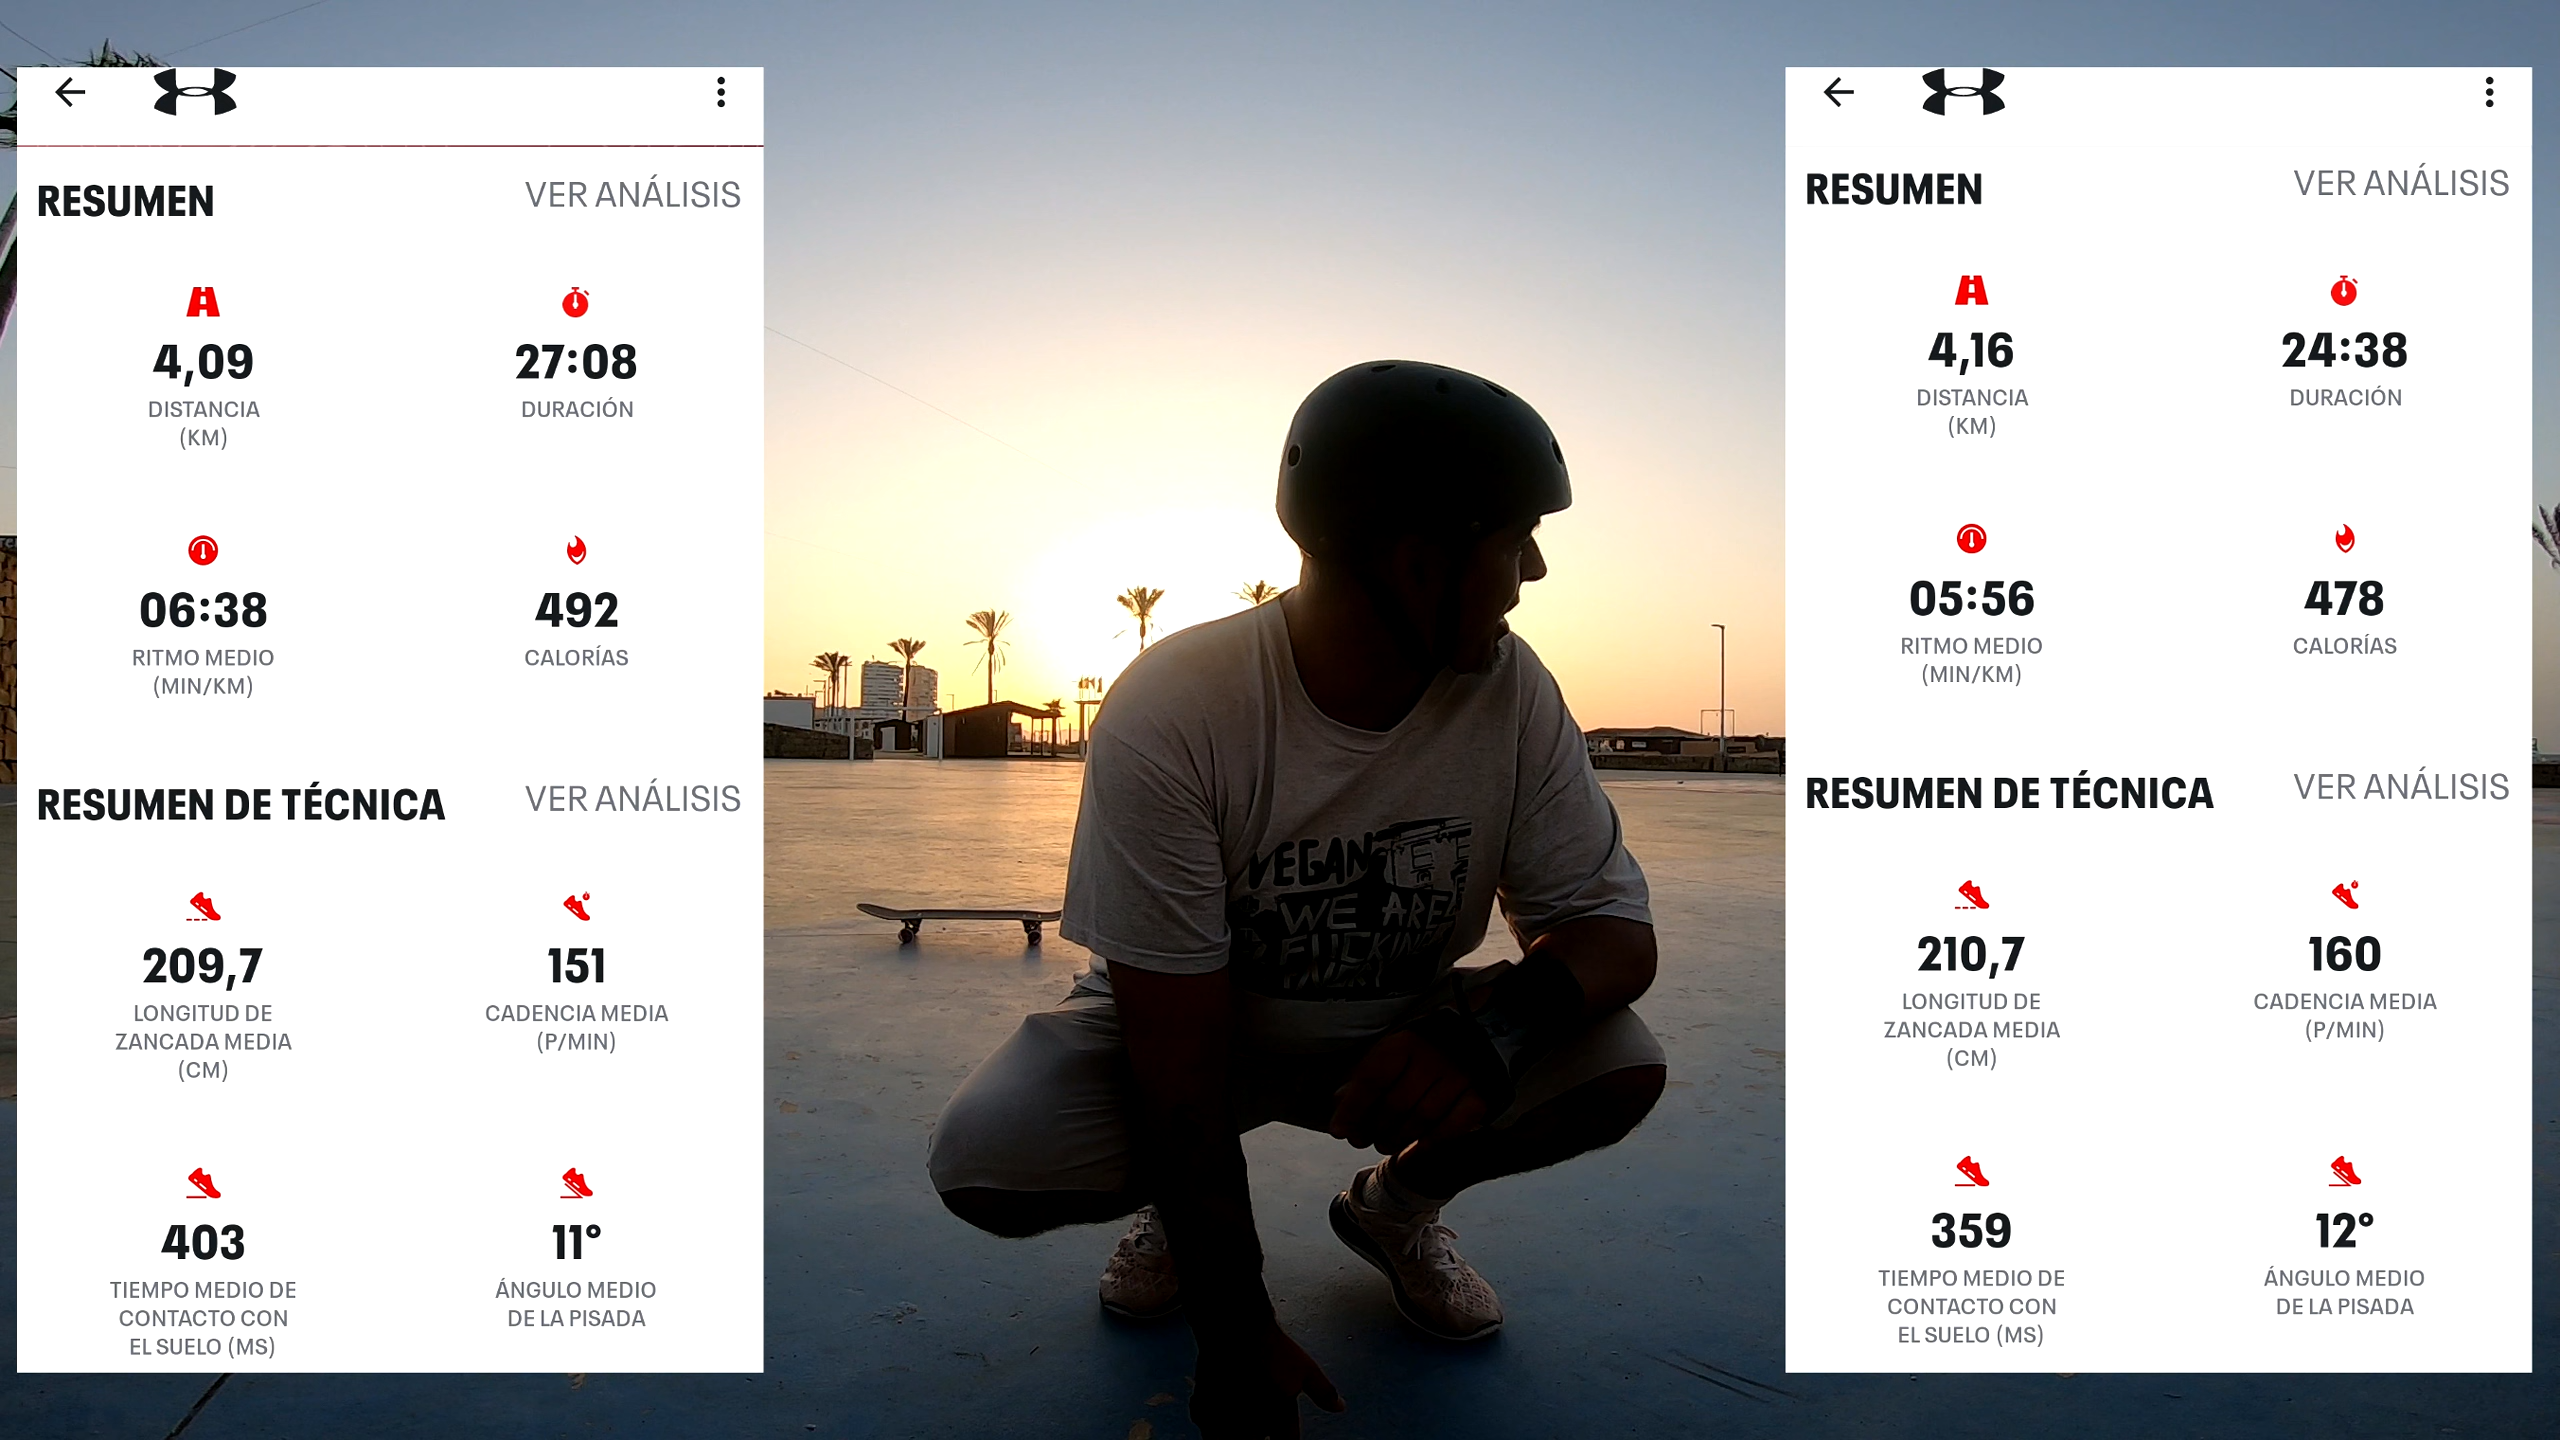 RESUMEN
VER ANÁLISIS
4,09
DISTANCIA
(KM)
27:08
DURACIÓN
06:38
RITMO MEDIO
(MIN/KM)
492
CALORÍAS
RESUMEN DE TÉCNICA
VER ANÁLISIS
209,7
LONGITUD DE
ZANCADA MEDIA
(CM)
151
CADENCIA MEDIA
(P/MIN)
403
TIEMPO MEDIO DE
CONTACTO CON
EL SUELO (MS)
11°
ÁNGULO MEDIO
DE LA PISADA
VEGAN
WE ARE
FUCKING
RESUMEN
VER ANÁLISIS
4,16
DISTANCIA
(KM)
24:38
DURACIÓN
05:56
RITMO MEDIO
(MIN/KM)
478
CALORÍAS
RESUMEN DE TÉCNICA
VER ANÁLISIS
210,7
LONGITUD DE
ZANCADA MEDIA
(CM)
160
CADENCIA MEDIA
(P/MIN)
359
TIEMPO MEDIO DE
CONTACTO CON
EL SUELO (MS)
12°
ÁNGULO MEDIO
DE LA PISADA